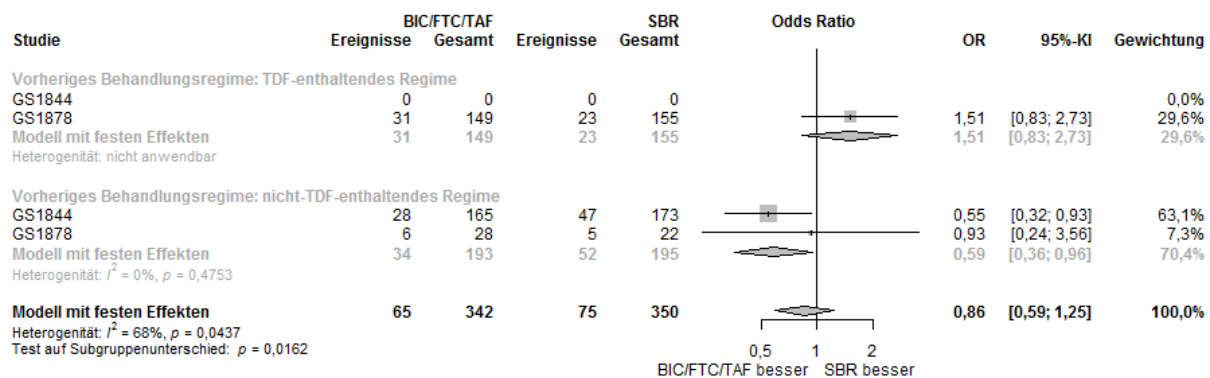 BIC/FTC/TAF SBR Odds Ratio
Studie Ereignisse Gesamt Ereignisse Gesamt OR 95%-KI Gewichtung
Vorheriges Behandlungsregime: TDF-enthaltendes Regime
GS1844 0 0 0 0 0,0%
GS1878 31 149 23 155 1,51 [0,83; 2,73] 29,6%
Modell mit festen Effekten 31 149 23 155 1,51 [0,83; 2,73] 29,6%
Heterogenität: nicht anwendbar
Vorheriges Behandlungsregime: nicht-TDF-enthaltendes Regime
GS1844 28 165 47 173 0,55 [0,32; 0,93] 63,1%
GS1878 6 28 5 22 0,93 [0,24; 3,56] 7,3%
Modell mit festen Effekten 34 193 52 195 0,59 [0,36; 0,96] 70,4%
Heterogenität: I² = 0%, p = 0,4753
Modell mit festen Effekten 65 342 75 350 0,86 [0,59; 1,25] 100,0%
Heterogenität: I² = 68%, p = 0,0437
Test auf Subgruppenunterschied: p = 0,0162
0,5 1 2
BIC/FTC/TAF besser SBR besser